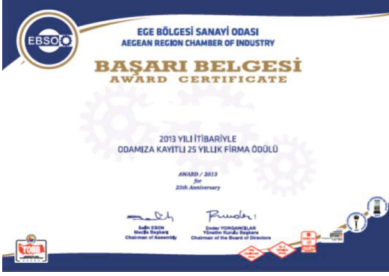 EBSO
EGE BÖLGESİ SANAYİ ODASI
AEGEAN REGION CHAMBER OF INDUSTRY
BAŞARI BELGESİ
AWARD CERTIFICATE
2013 YILI İTİBARİYLE
ODAMIZA KAYITLI 25 YILLIK FİRMA ÖDÜLÜ
AWARD / 2013
for
25th Anniversary
Salih ESEN
Meclis Başkanı
Chairman of Assembly
Ender YORGANCILAR
Yönetim Kurulu Başkanı
Chairman of the Board of Directors
TOBB